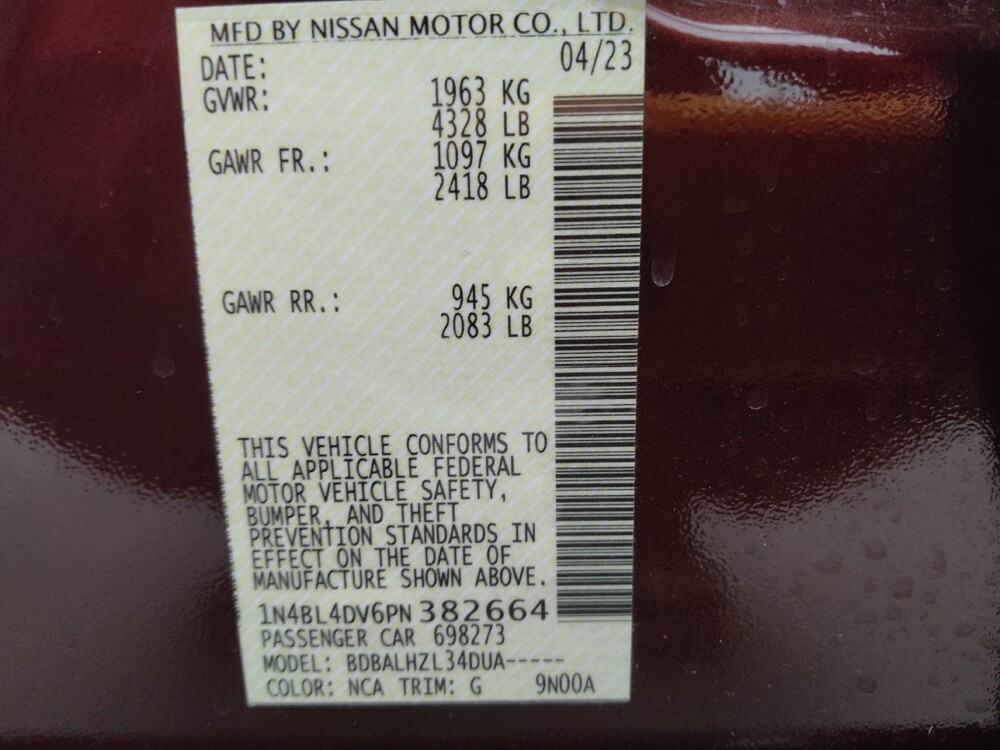 MFD BY NISSAN MOTOR CO., LTD.
DATE: 04/23
GVWR: 1963 KG
4328 LB
GAWR FR.: 1097 KG
2418 LB
GAWR RR.: 945 KG
2083 LB
THIS VEHICLE CONFORMS TO
ALL APPLICABLE FEDERAL
MOTOR VEHICLE SAFETY,
BUMPER, AND THEFT
PREVENTION STANDARDS IN
EFFECT ON THE DATE OF
MANUFACTURE SHOWN ABOVE.
1N4BL4DV6PN382664
PASSENGER CAR 698273
MODEL: BDBALHZL34DUA-----
COLOR: NCA TRIM: G 9N00A